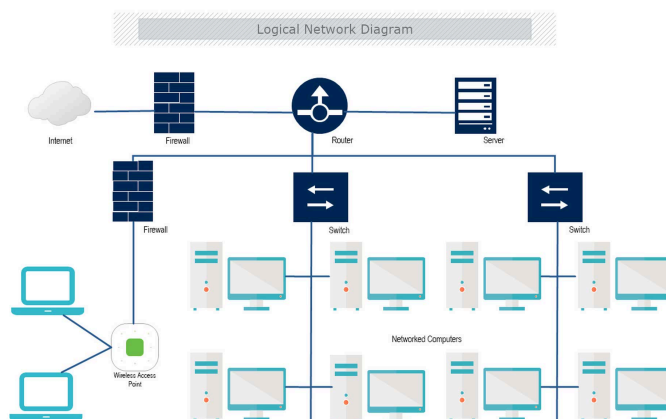 Logical Network Diagram
Internet
Firewall
Router
Server
Firewall
Switch
Switch
Networked Computers
Wireless Access
Point